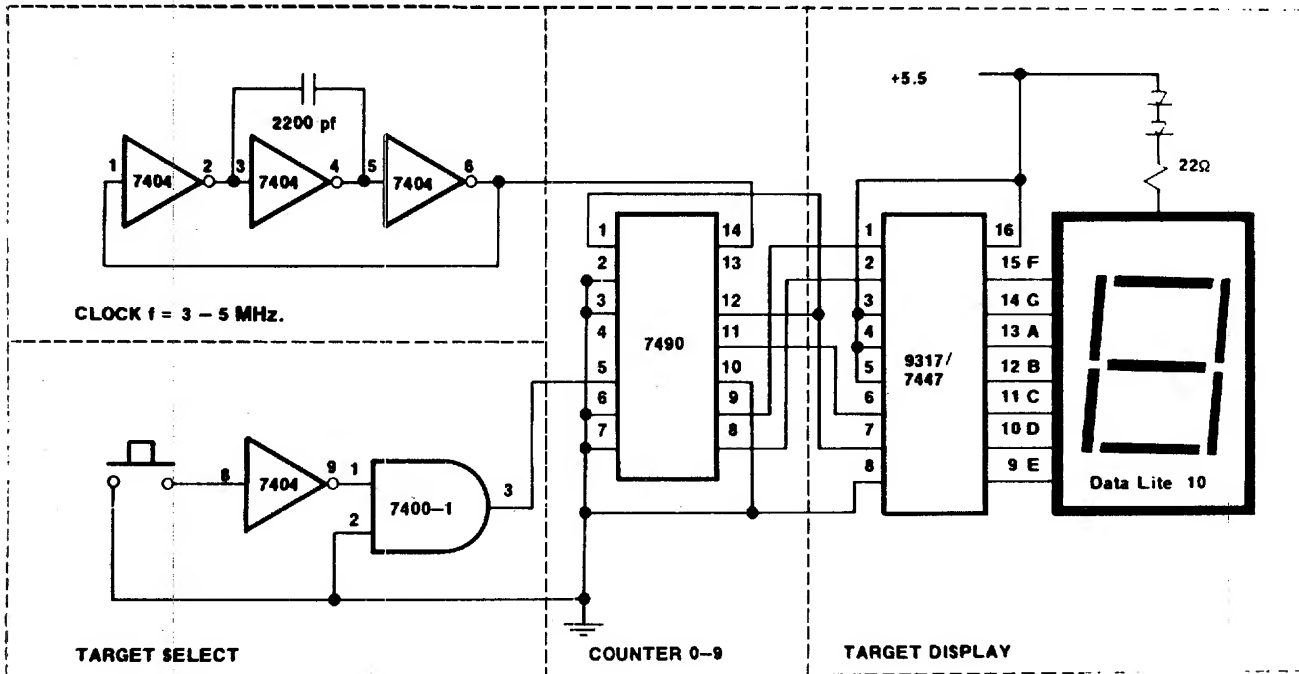 2200 pf
1 7404 2 3 7404 4 5 7404 6
CLOCK f = 3 – 5 MHz.
8 7404 9 1
2 7400–1 3
TARGET SELECT
1 14
2 13
3 12
4 11
7490
5 10
6 9
7 8
COUNTER 0–9
+5.5
22Ω
1 16
2 15 F
3 14 G
4 13 A
9317/
7447
5 12 B
6 11 C
7 10 D
8 9 E
Data Lite 10
TARGET DISPLAY